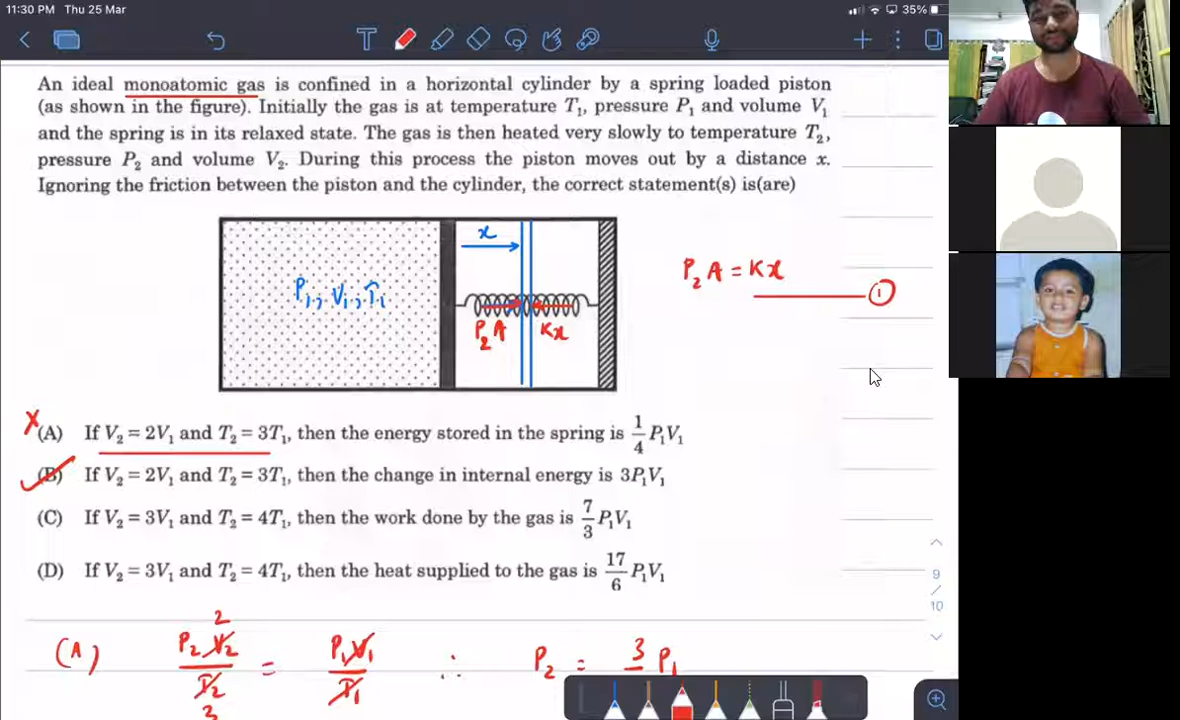 11:30 PM Thu 25 Mar
35%
An ideal monoatomic gas is confined in a horizontal cylinder by a spring loaded piston
(as shown in the figure). Initially the gas is at temperature T₁, pressure P₁ and volume V₁
and the spring is in its relaxed state. The gas is then heated very slowly to temperature T₂,
pressure P₂ and volume V₂. During this process the piston moves out by a distance x.
Ignoring the friction between the piston and the cylinder, the correct statement(s) is(are)
x
P₁, V₁, T₁
P₂A
Kx
P₂A = Kx
①
X (A) If V₂ = 2V₁ and T₂ = 3T₁, then the energy stored in the spring is 1/4 P₁V₁
(B) If V₂ = 2V₁ and T₂ = 3T₁, then the change in internal energy is 3P₁V₁
(C) If V₂ = 3V₁ and T₂ = 4T₁, then the work done by the gas is 7/3 P₁V₁
(D) If V₂ = 3V₁ and T₂ = 4T₁, then the heat supplied to the gas is 17/6 P₁V₁
9
/
10
2
(A) P₂V₂/T₂ = P₁V₁/T₁ ∴ P₂ = 3 P₁
3